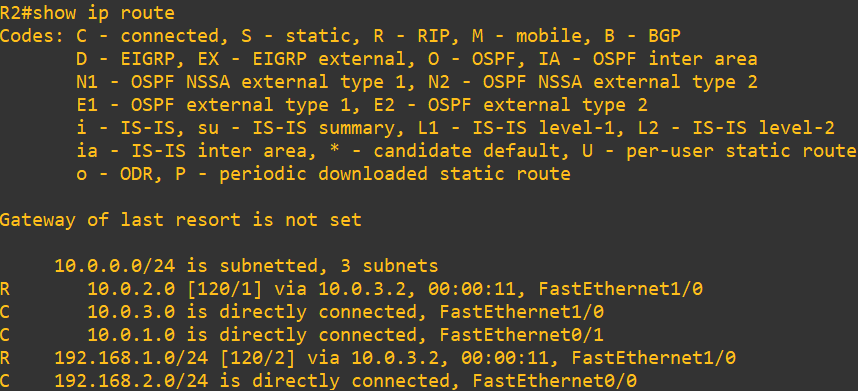 R2#show ip route
Codes: C - connected, S - static, R - RIP, M - mobile, B - BGP
       D - EIGRP, EX - EIGRP external, O - OSPF, IA - OSPF inter area
       N1 - OSPF NSSA external type 1, N2 - OSPF NSSA external type 2
       E1 - OSPF external type 1, E2 - OSPF external type 2
       i - IS-IS, su - IS-IS summary, L1 - IS-IS level-1, L2 - IS-IS level-2
       ia - IS-IS inter area, * - candidate default, U - per-user static route
       o - ODR, P - periodic downloaded static route
Gateway of last resort is not set
     10.0.0.0/24 is subnetted, 3 subnets
R       10.0.2.0 [120/1] via 10.0.3.2, 00:00:11, FastEthernet1/0
C       10.0.3.0 is directly connected, FastEthernet1/0
C       10.0.1.0 is directly connected, FastEthernet0/1
R    192.168.1.0/24 [120/2] via 10.0.3.2, 00:00:11, FastEthernet1/0
C    192.168.2.0/24 is directly connected, FastEthernet0/0